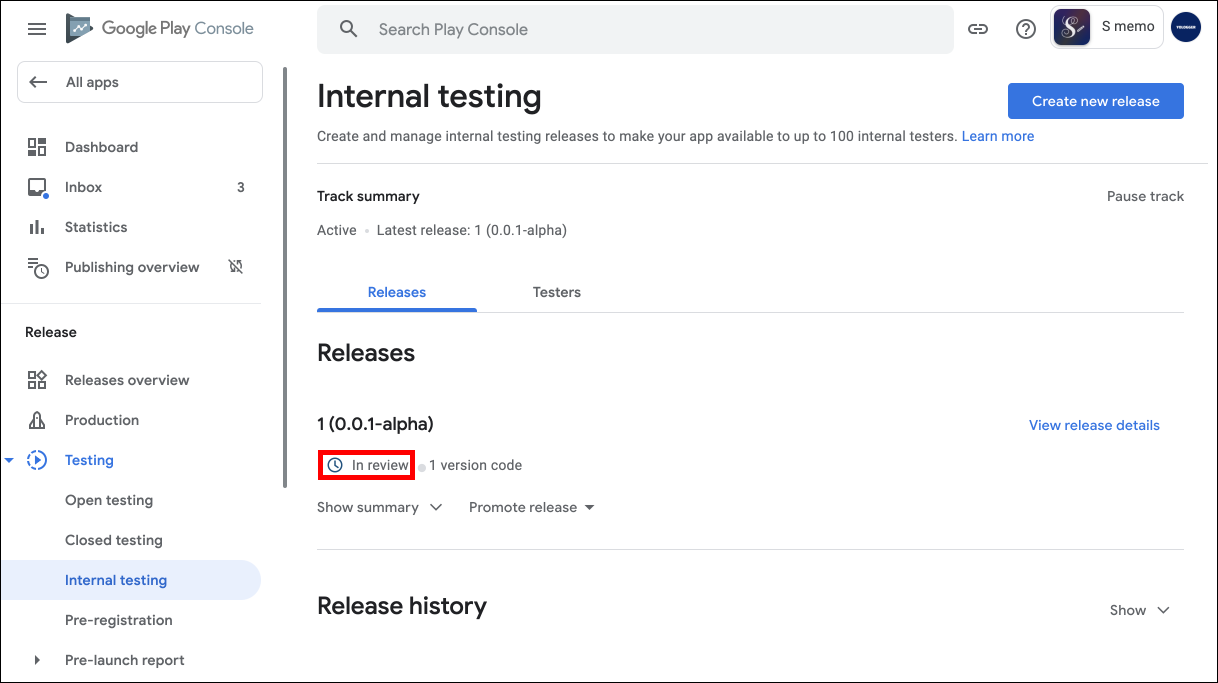 Google Play Console
Search Play Console
S memo
All apps
Dashboard
Inbox 3
Statistics
Publishing overview
Release
Releases overview
Production
Testing
Open testing
Closed testing
Internal testing
Pre-registration
Pre-launch report
Internal testing
Create new release
Create and manage internal testing releases to make your app available to up to 100 internal testers. Learn more
Track summary
Pause track
Active • Latest release: 1 (0.0.1-alpha)
Releases Testers
Releases
1 (0.0.1-alpha)
View release details
In review • 1 version code
Show summary Promote release
Release history
Show